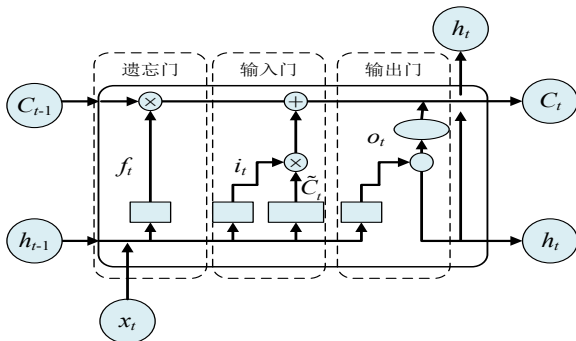 h_t
遗忘门 输入门 输出门
C_{t-1} × + C_t
f_t i_t × C̃_t o_t
h_{t-1} h_t
x_t